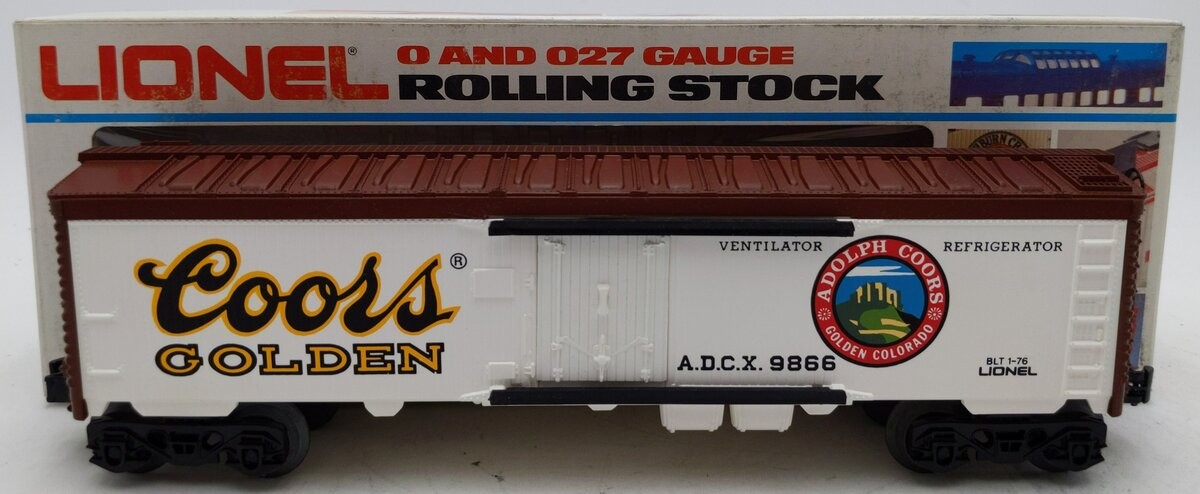 LIONEL®
O AND O27 GAUGE
ROLLING STOCK
Coors®
GOLDEN
VENTILATOR
REFRIGERATOR
ADOLPH COORS
GOLDEN COLORADO
A.D.C.X. 9866
BLT 1-76
LIONEL